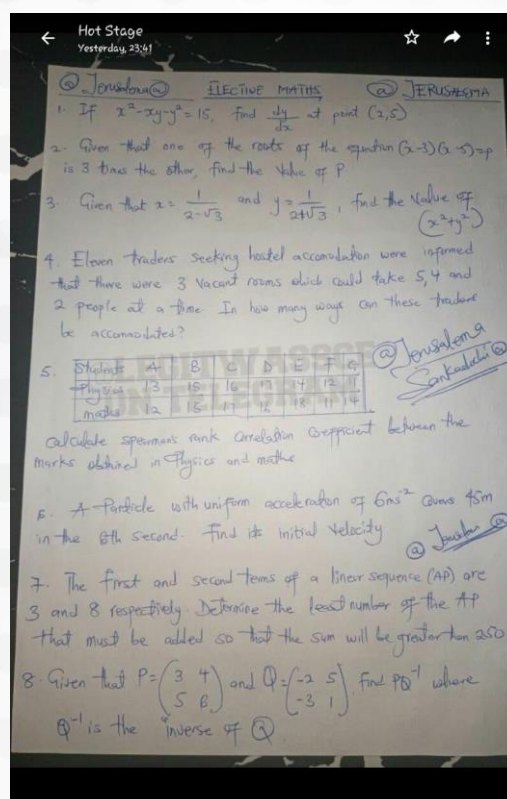 Hot Stage
Yesterday, 23:41
@ Jerusalema @ ELECTIVE MATHS @ JERUSALEMA
1. If x²-xy-y² = 15, find dy/dx at point (2,5)
2. Given that one of the roots of the equation (x-3)(x-5)=p
is 3 times the other, find the value of P
3. Given that x = 1/(2-√3) and y = 1/(2+√3), find the value of
(x²+y²)
4. Eleven traders seeking hostel accomodation were informed
that there were 3 vacant rooms which could take 5, 4 and
2 people at a time In how many ways can these traders
be accommodated?
@ Jerusalema
5. Students A B C D E F G
Physics 13 15 16 14 12 11
maths 12 15 17 18 11
LEGITWASSCE
ON TELEGRAM
calculate spearman's rank correlation coefficient between the
marks obtained in Physics and maths
6. A Particle with uniform acceleration of 6ms⁻² covers 45m
in the 6th second. Find its initial velocity
7. The first and second terms of a linear sequence (AP) are
3 and 8 respectively. Determine the least number of the AP
that must be added so that the sum will be greater than 250
8. Given that P = (3 4 5 6) and Q = (-2 5 -3 1) find PQ⁻¹ where
Q⁻¹ is the inverse of Q